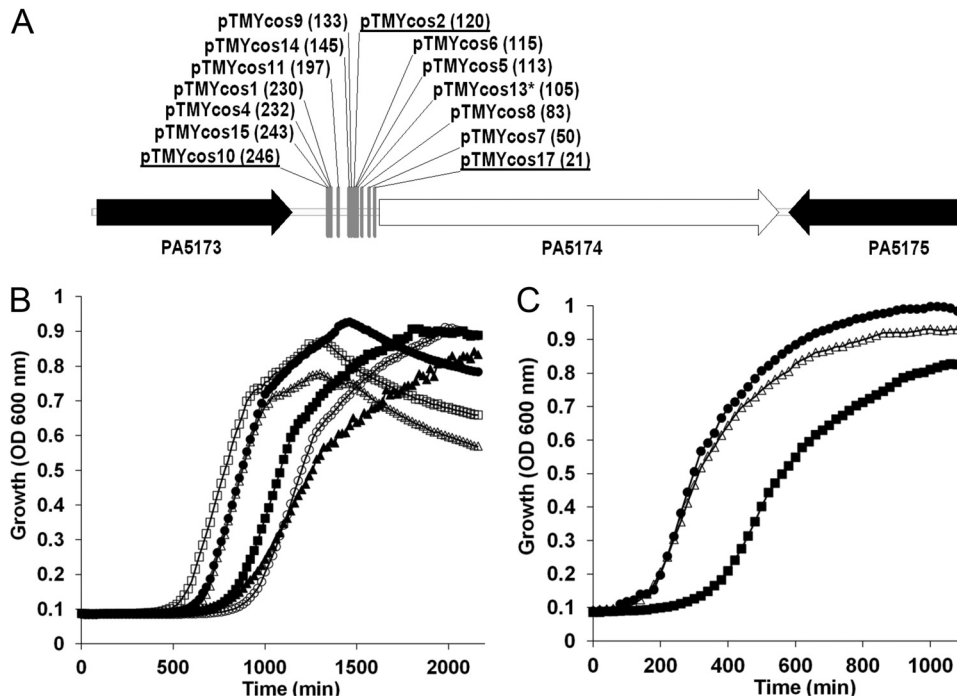 A
pTMYcos9 (133) pTMYcos2 (120)
pTMYcos14 (145) pTMYcos6 (115)
pTMYcos11 (197) pTMYcos5 (113)
pTMYcos1 (230) pTMYcos13* (105)
pTMYcos4 (232) pTMYcos8 (83)
pTMYcos15 (243) pTMYcos7 (50)
pTMYcos10 (246) pTMYcos17 (21)
PA5173 PA5174 PA5175
B
Growth (OD 600 nm)
1
0.9
0.8
0.7
0.6
0.5
0.4
0.3
0.2
0.1
0
0 500 1000 1500 2000
Time (min)
C
Growth (OD 600 nm)
1
0.9
0.8
0.7
0.6
0.5
0.4
0.3
0.2
0.1
0
0 200 400 600 800 1000
Time (min)